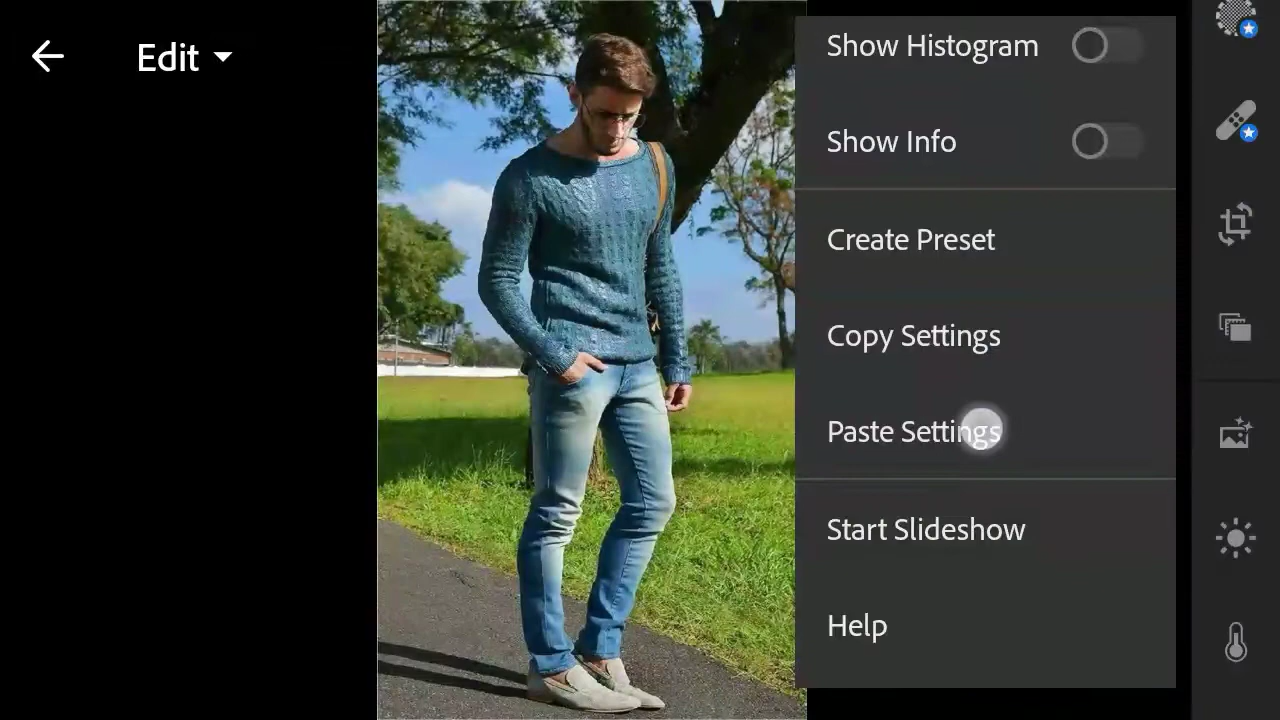 Edit
Show Histogram
Show Info
Create Preset
Copy Settings
Paste Settings
Start Slideshow
Help